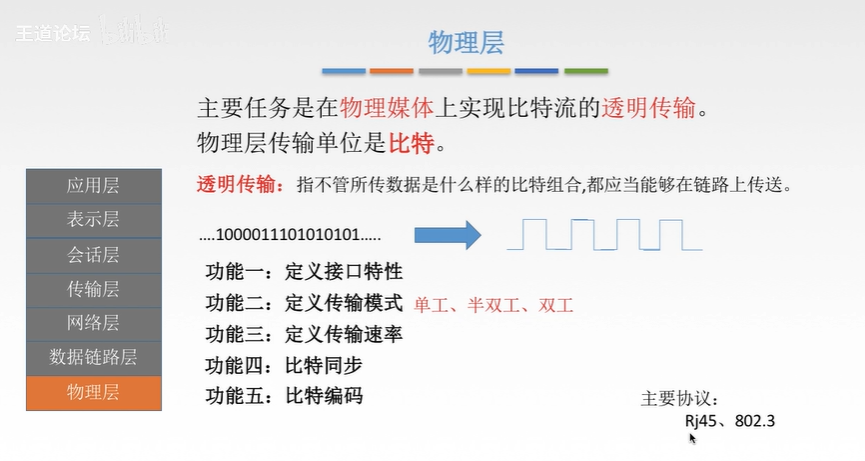 王道论坛
物理层
主要任务是在物理媒体上实现比特流的透明传输。
物理层传输单位是比特。
透明传输：指不管所传数据是什么样的比特组合,都应当能够在链路上传送。
....1000011101010101.....
功能一：定义接口特性
功能二：定义传输模式 单工、半双工、双工
功能三：定义传输速率
功能四：比特同步
功能五：比特编码
应用层
表示层
会话层
传输层
网络层
数据链路层
物理层
主要协议：
Rj45、802.3